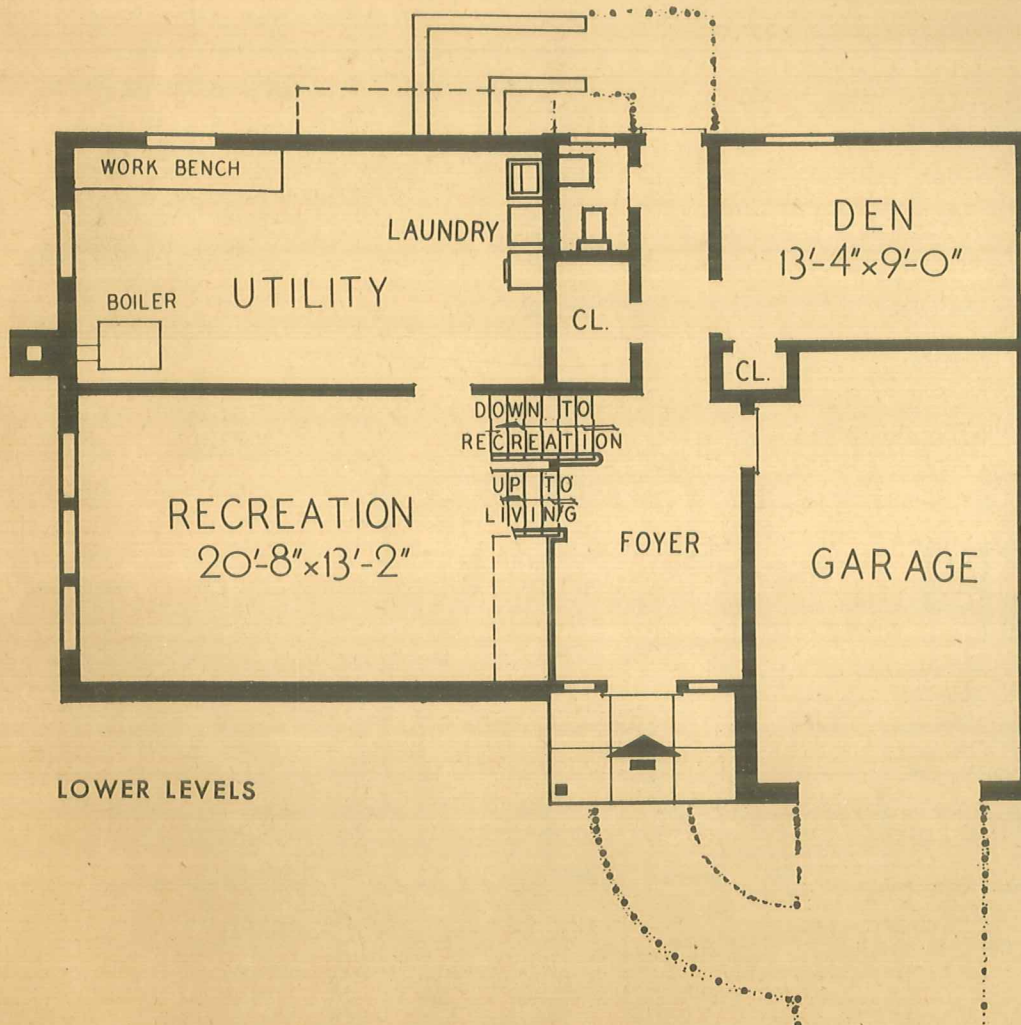 WORK BENCH
LAUNDRY
DEN
13'-4"x9'-0"
BOILER
UTILITY
CL.
CL.
DOWN TO
RECREATION
UP TO
LIVING
RECREATION
20'-8"x13'-2"
FOYER
GARAGE
LOWER LEVELS